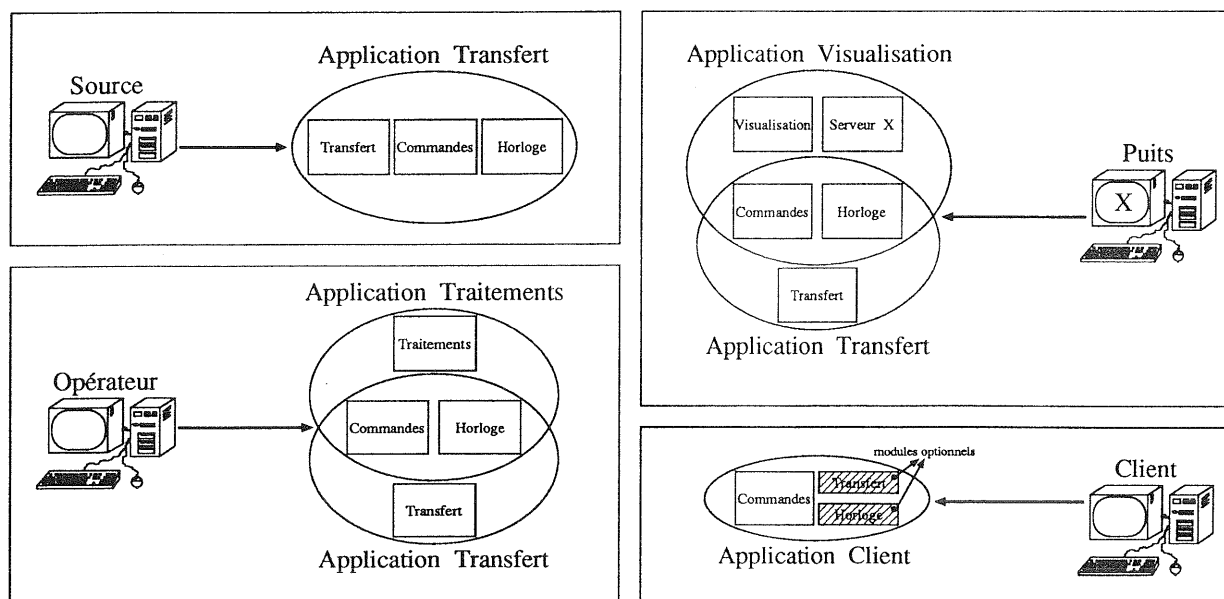 Application Transfert
Source
Transfert
Commandes
Horloge
Application Traitements
Opérateur
Traitements
Commandes
Horloge
Transfert
Application Transfert
Application Visualisation
Visualisation
Serveur X
Puits
X
Commandes
Horloge
Transfert
Application Transfert
modules optionnels
Client
Commandes
Transfert
Horloge
Application Client